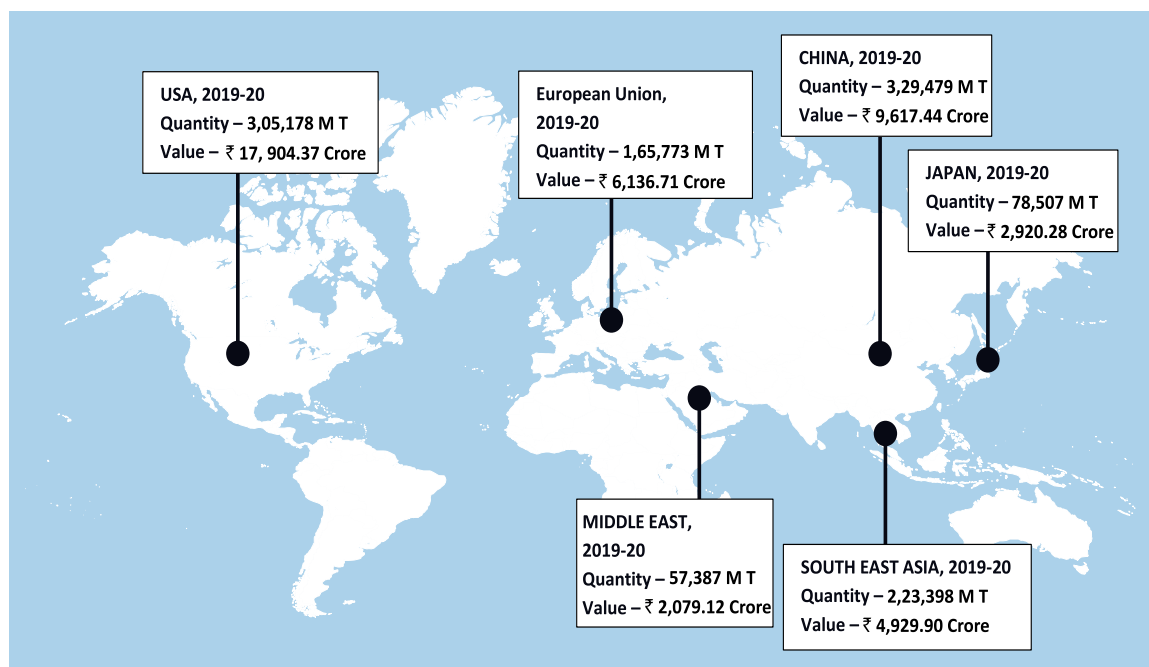 USA, 2019-20
Quantity – 3,05,178 M T
Value – ₹ 17, 904.37 Crore
European Union,
2019-20
Quantity – 1,65,773 M T
Value – ₹ 6,136.71 Crore
CHINA, 2019-20
Quantity – 3,29,479 M T
Value – ₹ 9,617.44 Crore
JAPAN, 2019-20
Quantity – 78,507 M T
Value – ₹ 2,920.28 Crore
MIDDLE EAST,
2019-20
Quantity – 57,387 M T
Value – ₹ 2,079.12 Crore
SOUTH EAST ASIA, 2019-20
Quantity – 2,23,398 M T
Value – ₹ 4,929.90 Crore